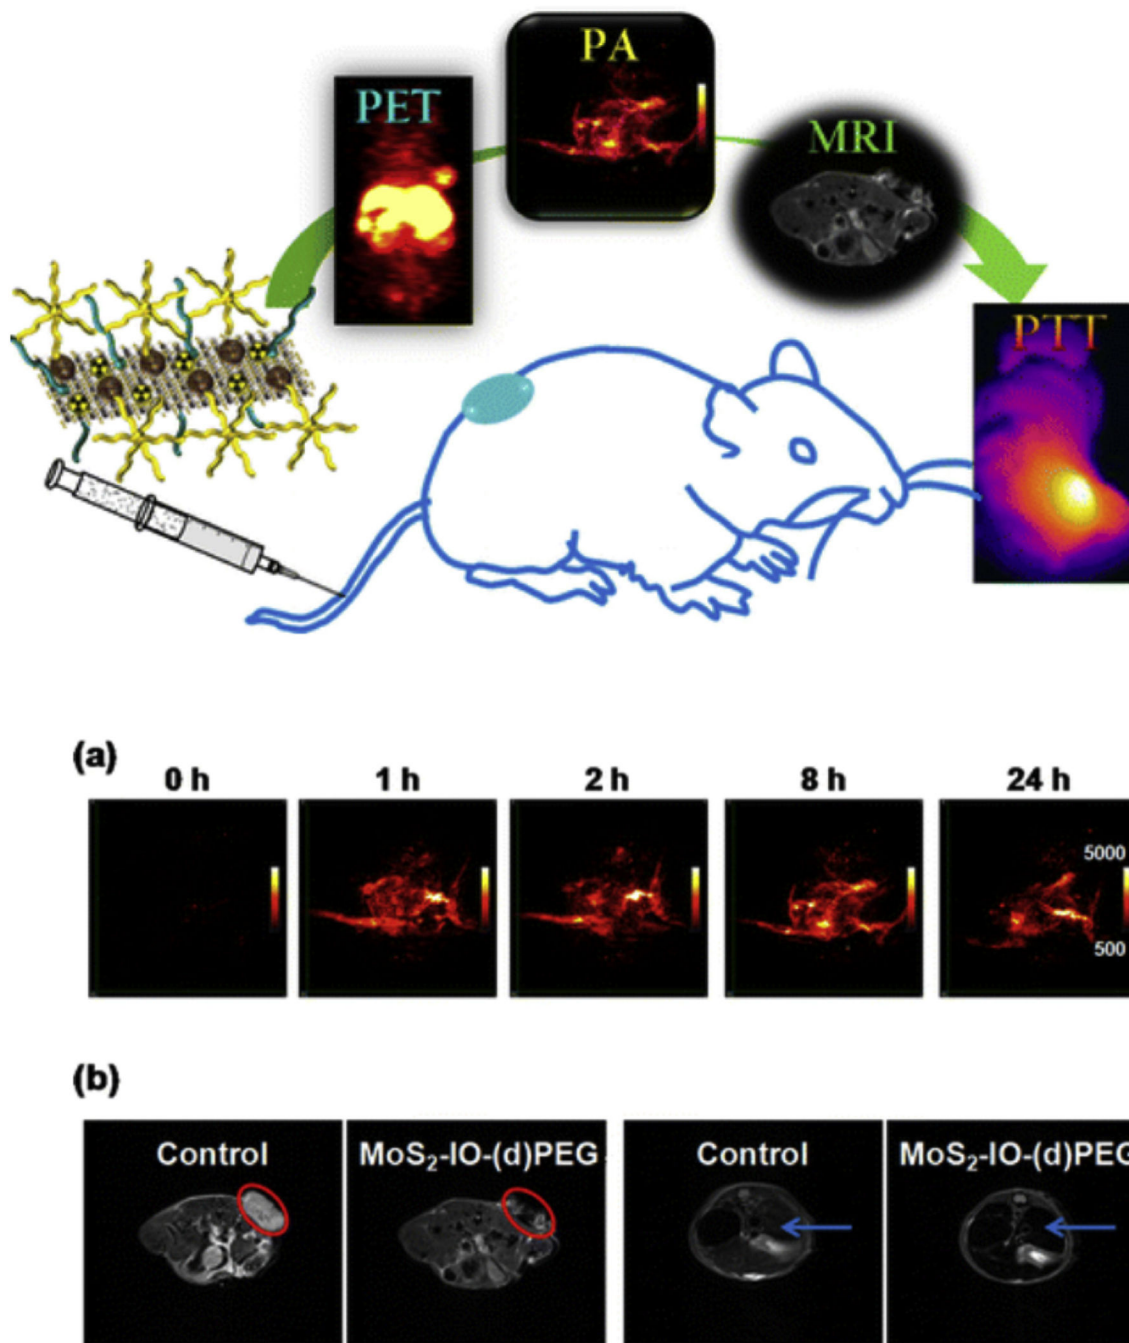 PA
PET
MRI
PTT
(a)
0 h
1 h
2 h
8 h
24 h
5000
500
(b)
Control
MoS₂-IO-(d)PEG
Control
MoS₂-IO-(d)PEG